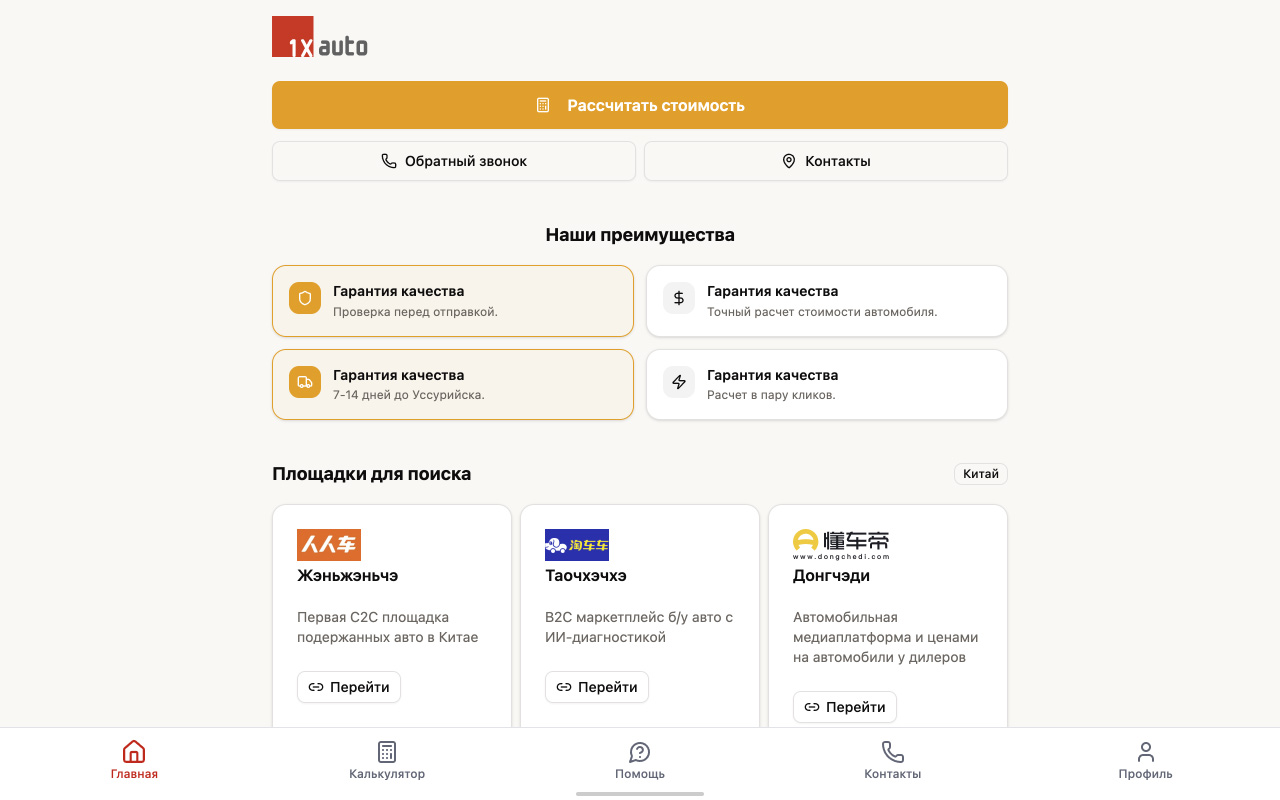 1X auto
Рассчитать стоимость
Обратный звонок
Контакты
Наши преимущества
Гарантия качества
Проверка перед отправкой.
Гарантия качества
Точный расчет стоимости автомобиля.
Гарантия качества
7-14 дней до Уссурийска.
Гарантия качества
Расчет в пару кликов.
Площадки для поиска
Китай
人人车
Жэньжэньчэ
Первая C2C площадка
подержанных авто в Китае
Перейти
淘车车
Таочхэчхэ
B2C маркетплейс б/у авто с
ИИ-диагностикой
Перейти
懂车帝
www.dongchedi.com
Донгчэди
Автомобильная
медиаплатформа и ценами
на автомобили у дилеров
Перейти
Главная
Калькулятор
Помощь
Контакты
Профиль